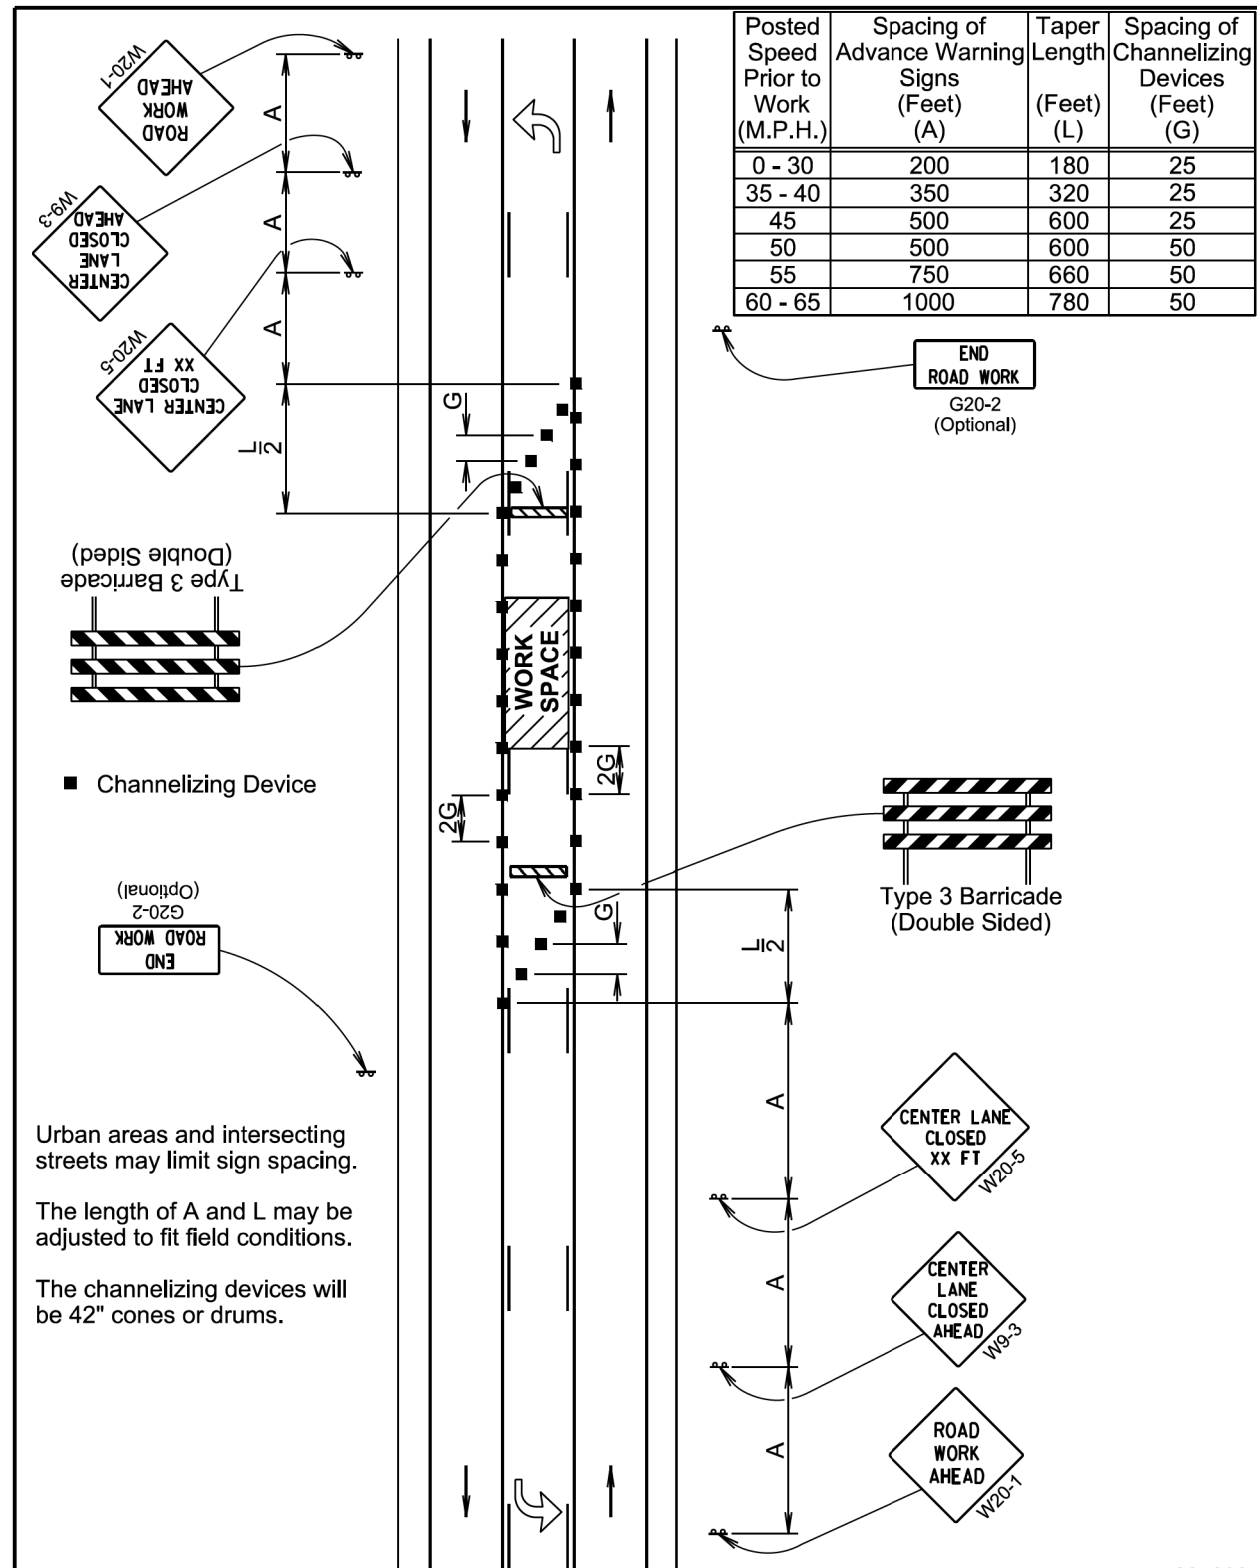 Posted Speed Prior to Work (M.P.H.)
Spacing of Advance Warning Signs (Feet) (A)
Taper Length (Feet) (L)
Spacing of Channelizing Devices (Feet) (G)
0 - 30 200 180 25
35 - 40 350 320 25
45 500 600 25
50 500 600 50
55 750 660 50
60 - 65 1000 780 50
W20-1
ROAD
WORK
AHEAD
W9-3
CENTER
LANE
CLOSED
AHEAD
W20-5
CENTER LANE
CLOSED
XX FT
A
A
A
L
2
G
END
ROAD WORK
G20-2
(Optional)
Type 3 Barricade
(Double Sided)
WORK
SPACE
Channelizing Device
2G
2G
Type 3 Barricade
(Double Sided)
END
ROAD WORK
G20-2
(Optional)
G
L
2
A
CENTER LANE
CLOSED
XX FT
W20-5
A
CENTER
LANE
CLOSED
AHEAD
W9-3
A
ROAD
WORK
AHEAD
W20-1
Urban areas and intersecting
streets may limit sign spacing.
The length of A and L may be
adjusted to fit field conditions.
The channelizing devices will
be 42" cones or drums.